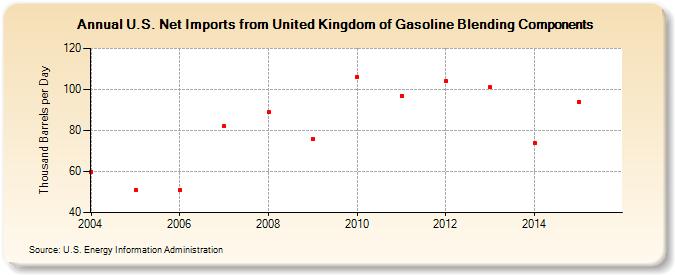 Annual U.S. Net Imports from United Kingdom of Gasoline Blending Components
Thousand Barrels per Day
120
100
80
60
40
2004 2006 2008 2010 2012 2014
Source: U.S. Energy Information Administration